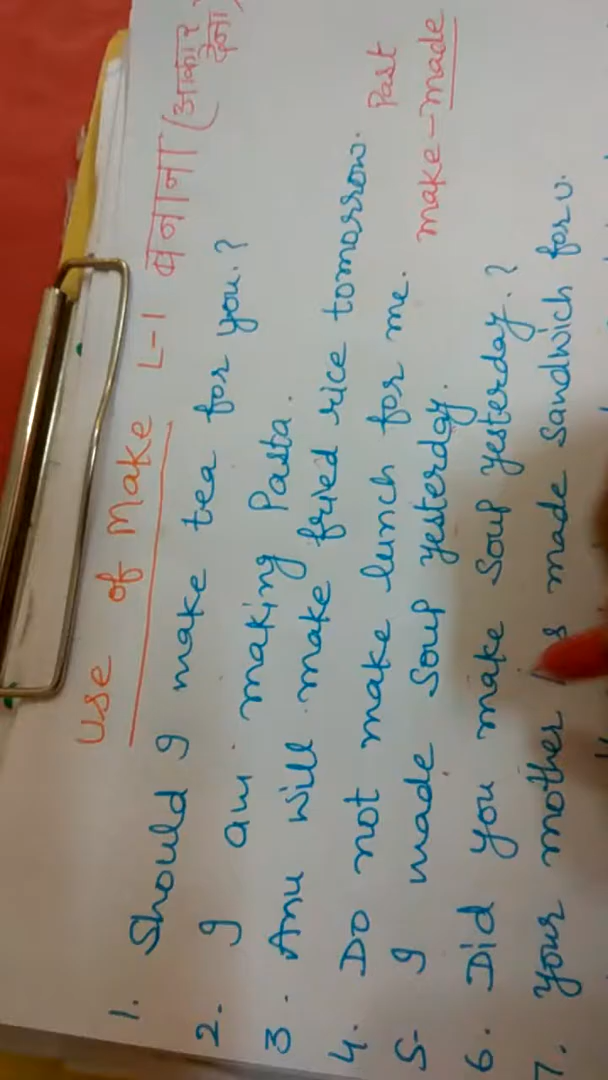 Use of Make L-1 बनाना (आकार देना)
1. Should I make tea for you.?
2. I am making Pasta.
3. Anu will make fried rice tomorrow.
4. Do not make lunch for me.
Past
make - made
5- I made Soup yesterday.
6. Did you make Soup yesterday.?
7. Your mother made sandwich for u.